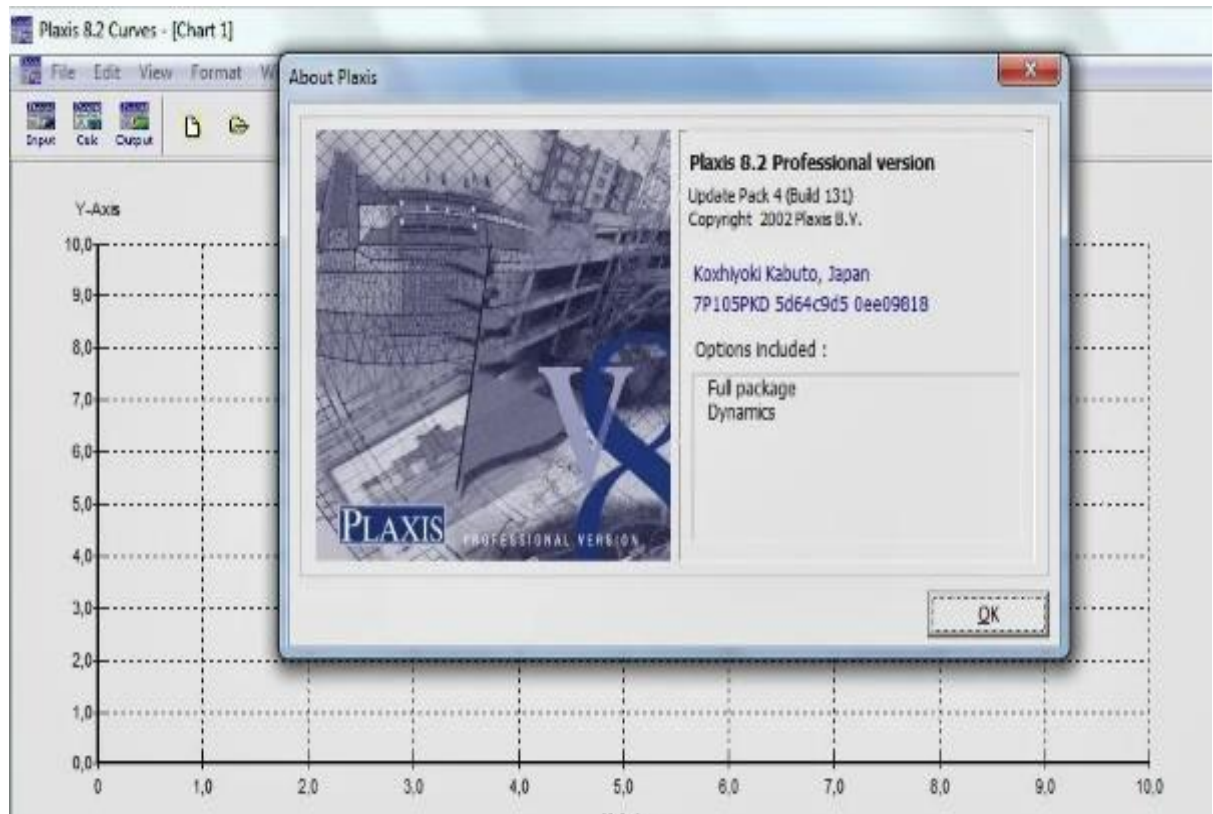 Plaxis 8.2 Curves - [Chart 1]
File Edit View Format W
About Plaxis
Input Calc Output
Plaxis 8.2 Professional version
Update Pack 4 (Build 131)
Copyright 2002 Plaxis B.V.
Koxhiyoki Kabuto, Japan
7P105PKD 5d64c9d5 0ee09818
Options included :
Full package
Dynamics
V8
PLAXIS
PROFESSIONAL VERSION
OK
Y-Axis
10,0
9,0
8,0
7,0
6,0
5,0
4,0
3,0
2,0
1,0
0,0
0 1,0 2,0 3,0 4,0 5,0 6,0 7,0 8,0 9,0 10,0